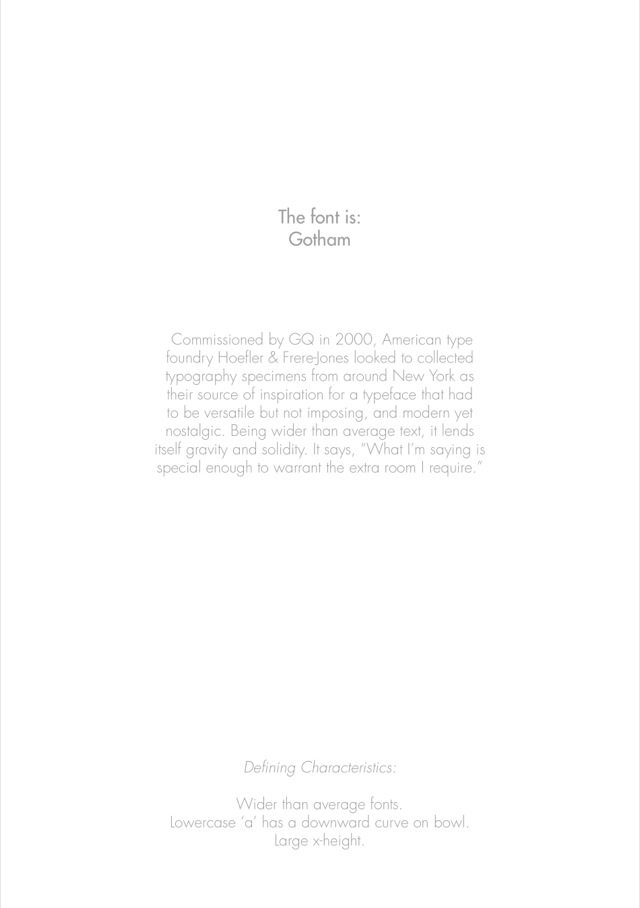 The font is:
Gotham
Commissioned by GQ in 2000, American type
foundry Hoefler & Frere-Jones looked to collected
typography specimens from around New York as
their source of inspiration for a typeface that had
to be versatile but not imposing, and modern yet
nostalgic. Being wider than average text, it lends
itself gravity and solidity. It says, “What I’m saying is
special enough to warrant the extra room I require.”
Defining Characteristics:
Wider than average fonts.
Lowercase ‘a’ has a downward curve on bowl.
Large x-height.